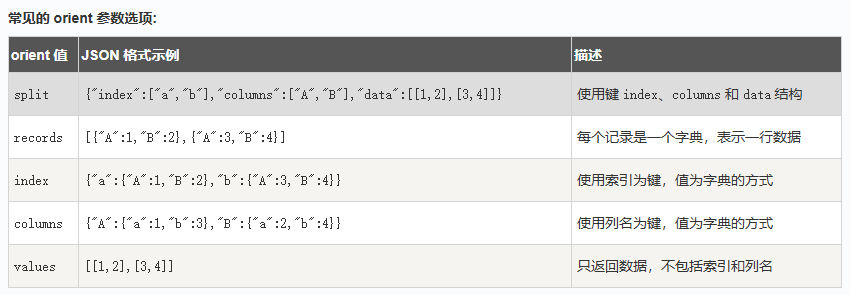 常见的 orient 参数选项:
orient 值 JSON 格式示例 描述
split {"index":["a","b"],"columns":["A","B"],"data":[[1,2],[3,4]]} 使用键 index、columns 和 data 结构
records [{"A":1,"B":2},{"A":3,"B":4}] 每个记录是一个字典，表示一行数据
index {"a":{"A":1,"B":2},"b":{"A":3,"B":4}} 使用索引为键，值为字典的方式
columns {"A":{"a":1,"b":3},"B":{"a":2,"b":4}} 使用列名为键，值为字典的方式
values [[1,2],[3,4]] 只返回数据，不包括索引和列名